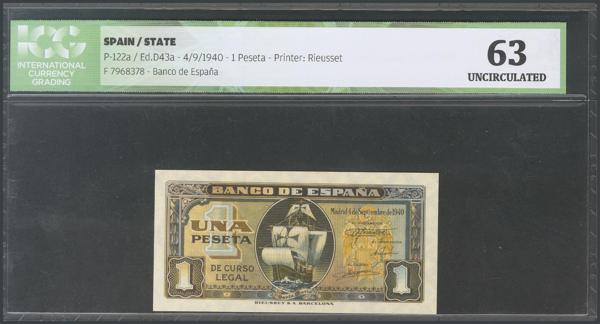 ICG
INTERNATIONAL
CURRENCY
GRADING
SPAIN / STATE
P-122a / Ed.D43a - 4/9/1940 - 1 Peseta - Printer: Rieusset
F 7968378 - Banco de España
63
UNCIRCULATED
BANCO DE ESPAÑA
Madrid 4 de Septiembre de 1940
1
UNA
PESETA
DE CURSO
LEGAL
1
1
RIEUSSET S.A. BARCELONA